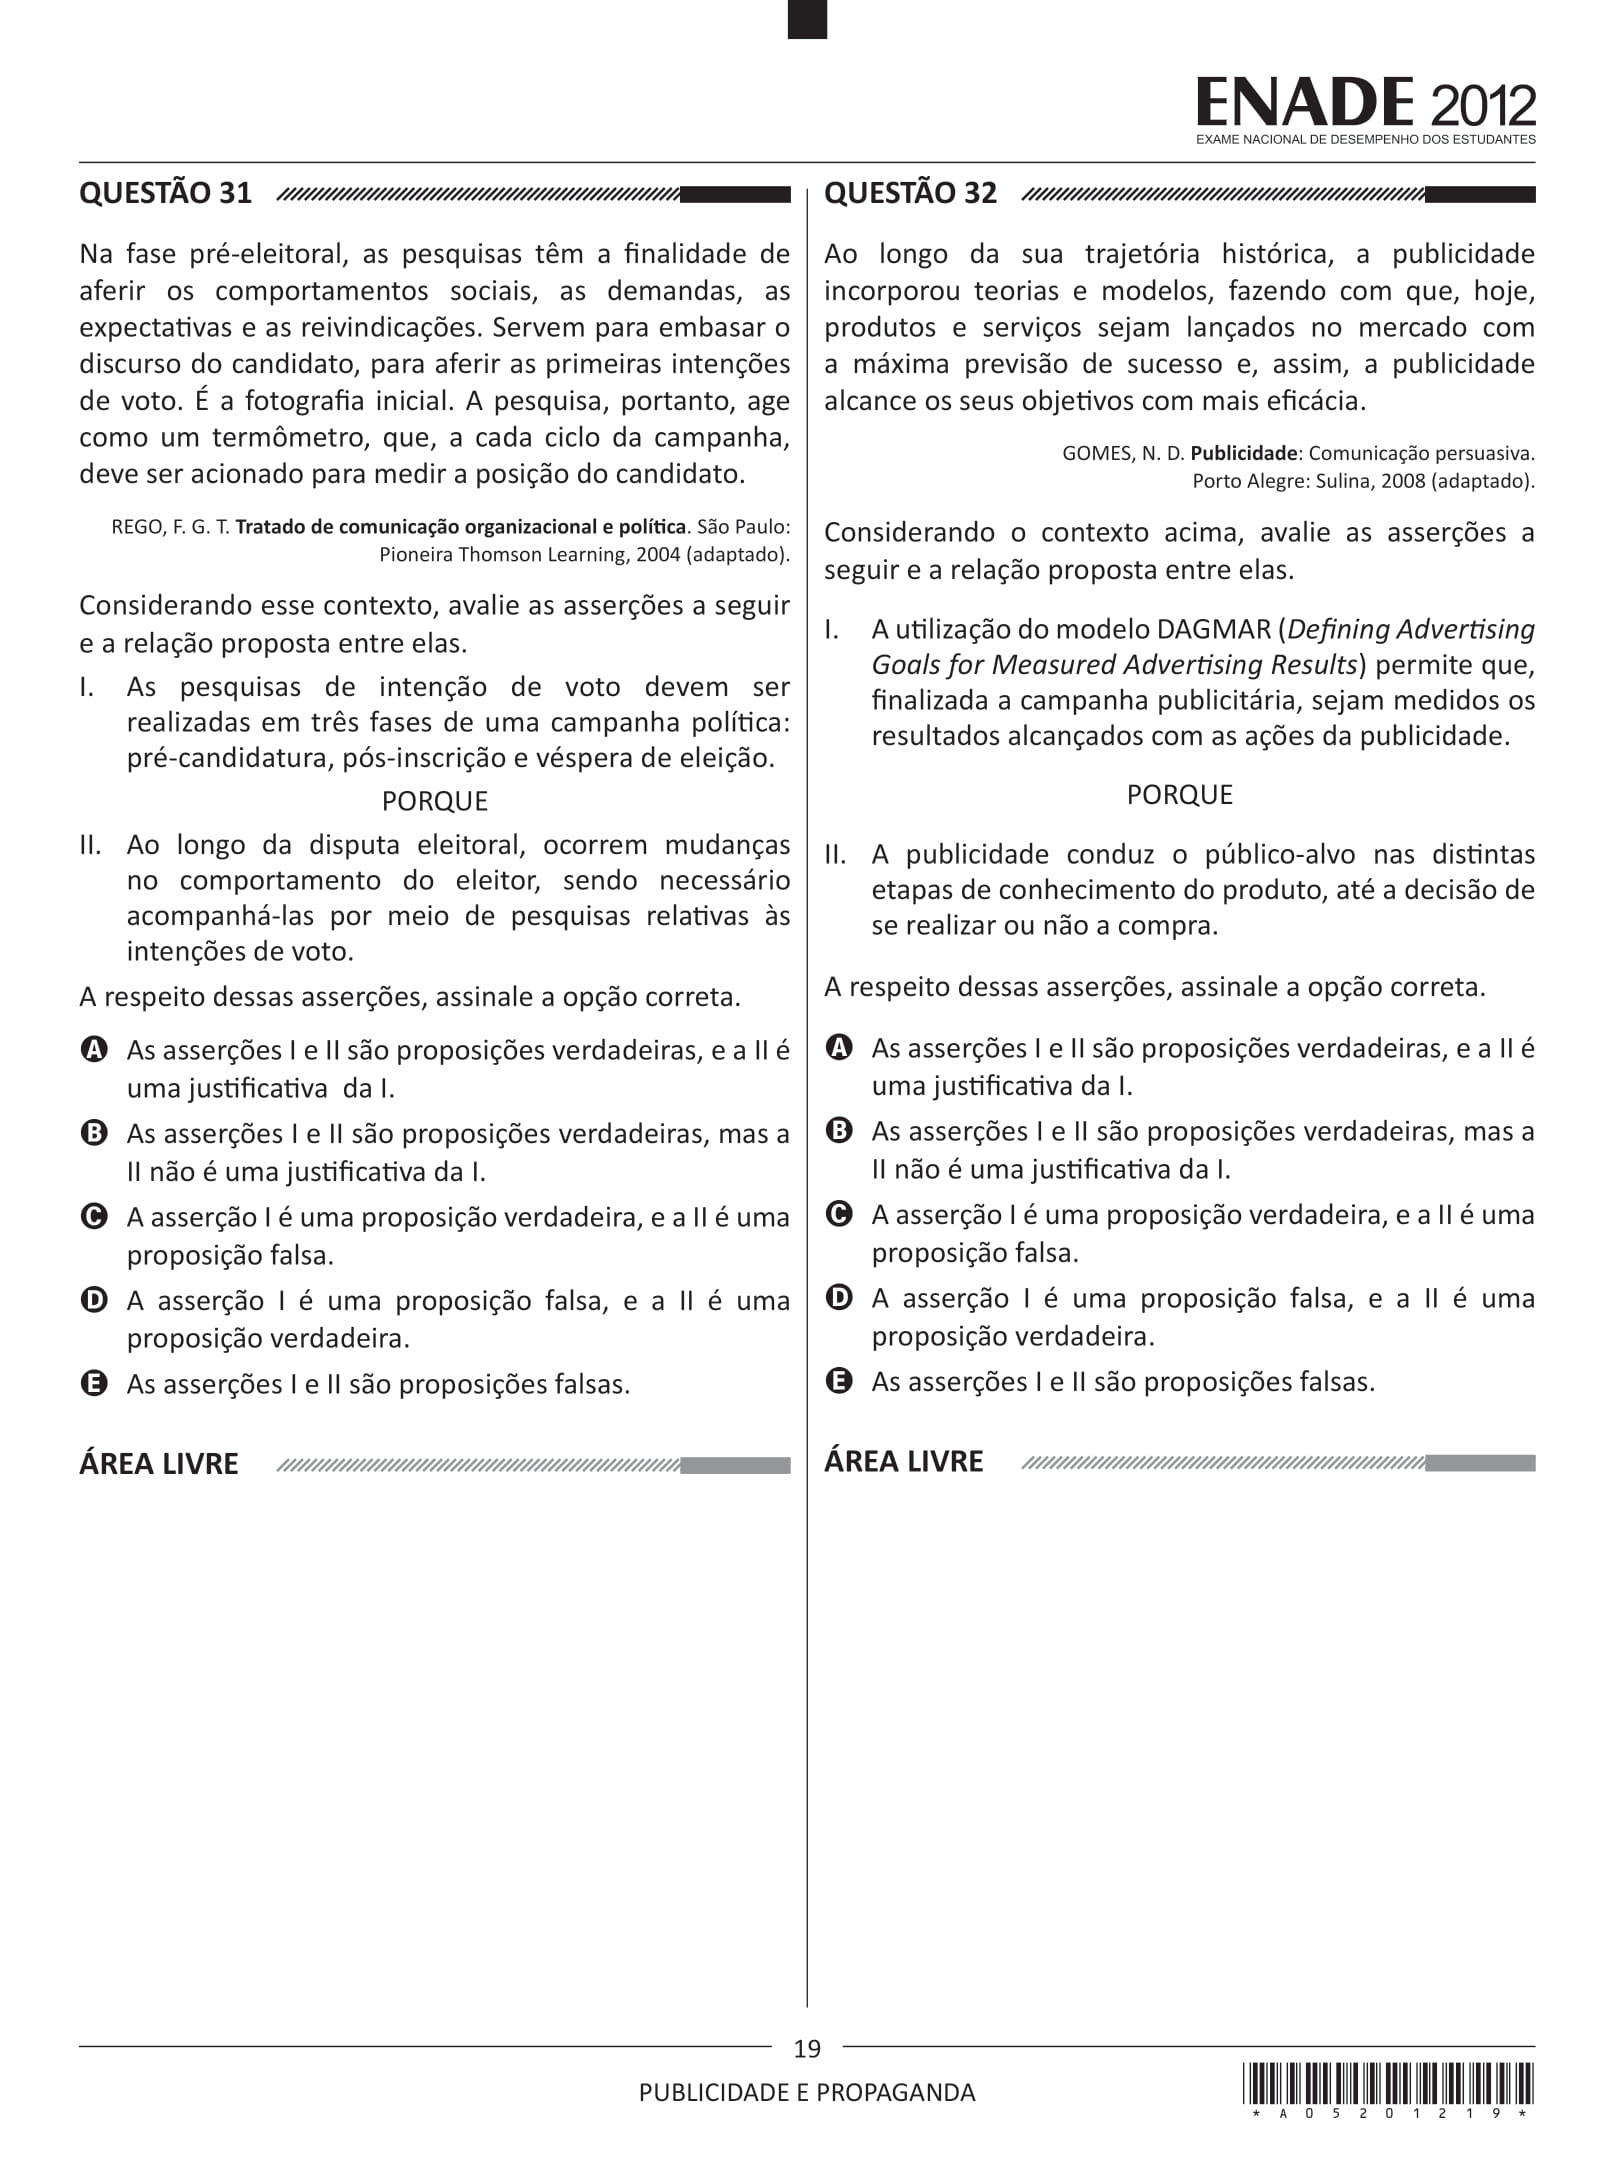 ENADE 2012
EXAME NACIONAL DE DESEMPENHO DOS ESTUDANTES
QUESTÃO 31
Na fase pré-eleitoral, as pesquisas têm a finalidade de
aferir os comportamentos sociais, as demandas, as
expectativas e as reivindicações. Servem para embasar o
discurso do candidato, para aferir as primeiras intenções
de voto. É a fotografia inicial. A pesquisa, portanto, age
como um termômetro, que, a cada ciclo da campanha,
deve ser acionado para medir a posição do candidato.
REGO, F. G. T. Tratado de comunicação organizacional e política. São Paulo:
Pioneira Thomson Learning, 2004 (adaptado).
Considerando esse contexto, avalie as asserções a seguir
e a relação proposta entre elas.
I. As pesquisas de intenção de voto devem ser
realizadas em três fases de uma campanha política:
pré-candidatura, pós-inscrição e véspera de eleição.
PORQUE
II. Ao longo da disputa eleitoral, ocorrem mudanças
no comportamento do eleitor, sendo necessário
acompanhá-las por meio de pesquisas relativas às
intenções de voto.
A respeito dessas asserções, assinale a opção correta.
A As asserções I e II são proposições verdadeiras, e a II é
uma justificativa da I.
B As asserções I e II são proposições verdadeiras, mas a
II não é uma justificativa da I.
C A asserção I é uma proposição verdadeira, e a II é uma
proposição falsa.
D A asserção I é uma proposição falsa, e a II é uma
proposição verdadeira.
E As asserções I e II são proposições falsas.
ÁREA LIVRE
QUESTÃO 32
Ao longo da sua trajetória histórica, a publicidade
incorporou teorias e modelos, fazendo com que, hoje,
produtos e serviços sejam lançados no mercado com
a máxima previsão de sucesso e, assim, a publicidade
alcance os seus objetivos com mais eficácia.
GOMES, N. D. Publicidade: Comunicação persuasiva.
Porto Alegre: Sulina, 2008 (adaptado).
Considerando o contexto acima, avalie as asserções a
seguir e a relação proposta entre elas.
I. A utilização do modelo DAGMAR (Defining Advertising
Goals for Measured Advertising Results) permite que,
finalizada a campanha publicitária, sejam medidos os
resultados alcançados com as ações da publicidade.
PORQUE
II. A publicidade conduz o público-alvo nas distintas
etapas de conhecimento do produto, até a decisão de
se realizar ou não a compra.
A respeito dessas asserções, assinale a opção correta.
A As asserções I e II são proposições verdadeiras, e a II é
uma justificativa da I.
B As asserções I e II são proposições verdadeiras, mas a
II não é uma justificativa da I.
C A asserção I é uma proposição verdadeira, e a II é uma
proposição falsa.
D A asserção I é uma proposição falsa, e a II é uma
proposição verdadeira.
E As asserções I e II são proposições falsas.
ÁREA LIVRE
19
PUBLICIDADE E PROPAGANDA
* A 0 5 2 0 1 2 1 9 *